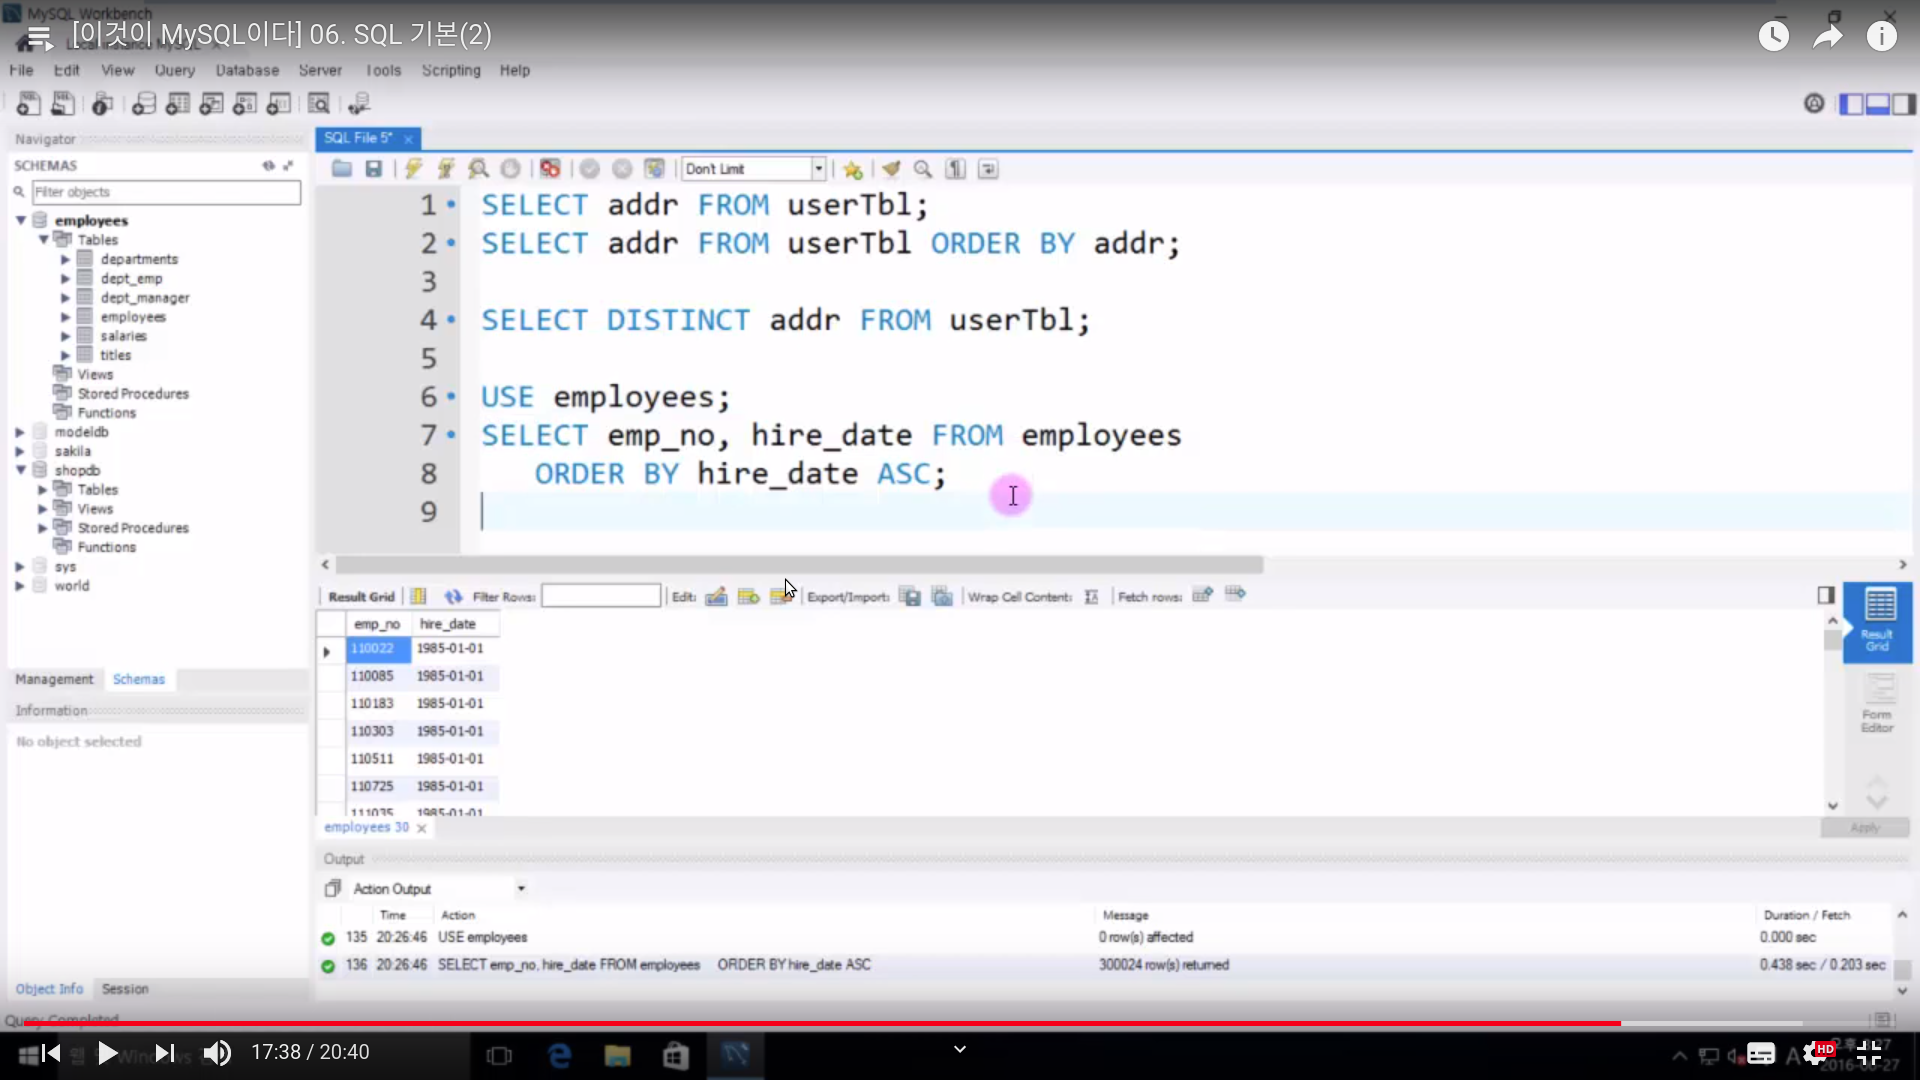 MySQL Workbench
[이것이 MySQL이다] 06. SQL 기본(2)
File Edit View Query Database Server Tools Scripting Help
Navigator
SQL File 5*
SCHEMAS
Don't Limit
Filter objects
employees
Tables
departments
dept_emp
dept_manager
employees
salaries
titles
Views
Stored Procedures
Functions
modeldb
sakila
shopdb
Tables
Views
Stored Procedures
Functions
sys
world
1 SELECT addr FROM userTbl;
2 SELECT addr FROM userTbl ORDER BY addr;
3
4 SELECT DISTINCT addr FROM userTbl;
5
6 USE employees;
7 SELECT emp_no, hire_date FROM employees
8 ORDER BY hire_date ASC;
9
Result Grid Filter Rows: Edit: Export/Import: Wrap Cell Content: Fetch rows:
emp_no hire_date
110022 1985-01-01
110085 1985-01-01
110183 1985-01-01
110303 1985-01-01
110511 1985-01-01
110725 1985-01-01
111035 1985-01-01
Result Grid
Form Editor
Management Schemas
Information
No object selected
employees 30
Apply
Output
Action Output
Time Action Message Duration / Fetch
135 20:26:46 USE employees 0 row(s) affected 0.000 sec
136 20:26:46 SELECT emp_no, hire_date FROM employees ORDER BY hire_date ASC 300024 row(s) returned 0.438 sec / 0.203 sec
Object Info Session
Query Completed
17:38 / 20:40
HD